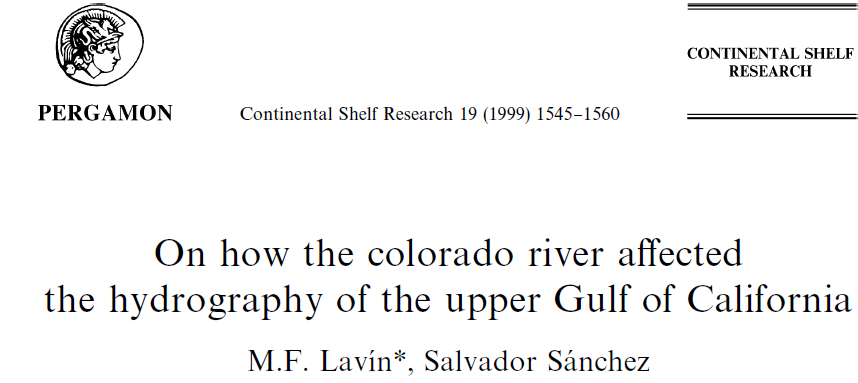 PERGAMON
Continental Shelf Research 19 (1999) 1545–1560
CONTINENTAL SHELF
RESEARCH
On how the colorado river affected
the hydrography of the upper Gulf of California
M.F. Lavín*, Salvador Sánchez